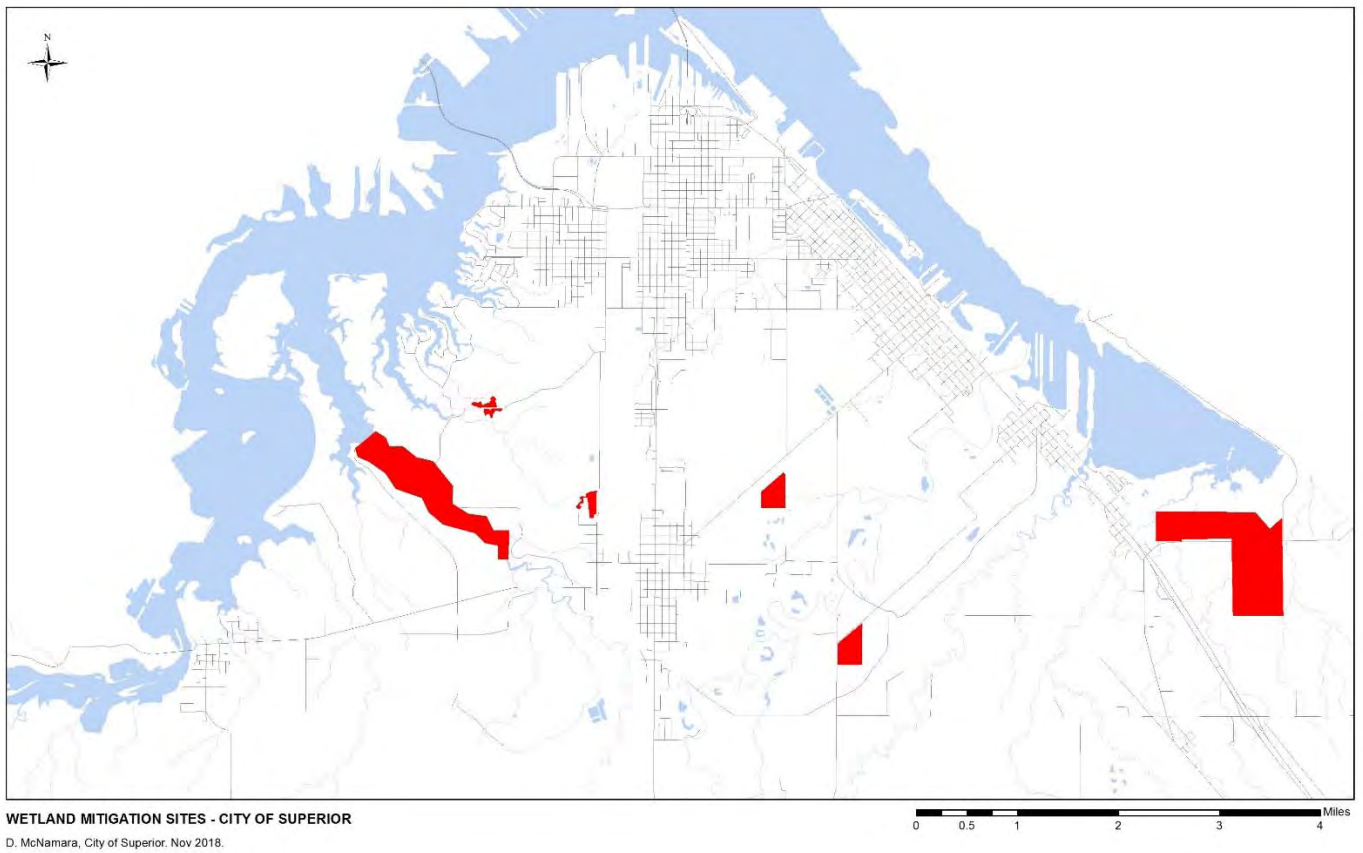 N
WETLAND MITIGATION SITES - CITY OF SUPERIOR
D. McNamara, City of Superior. Nov 2018.
Miles
0 0.5 1 2 3 4